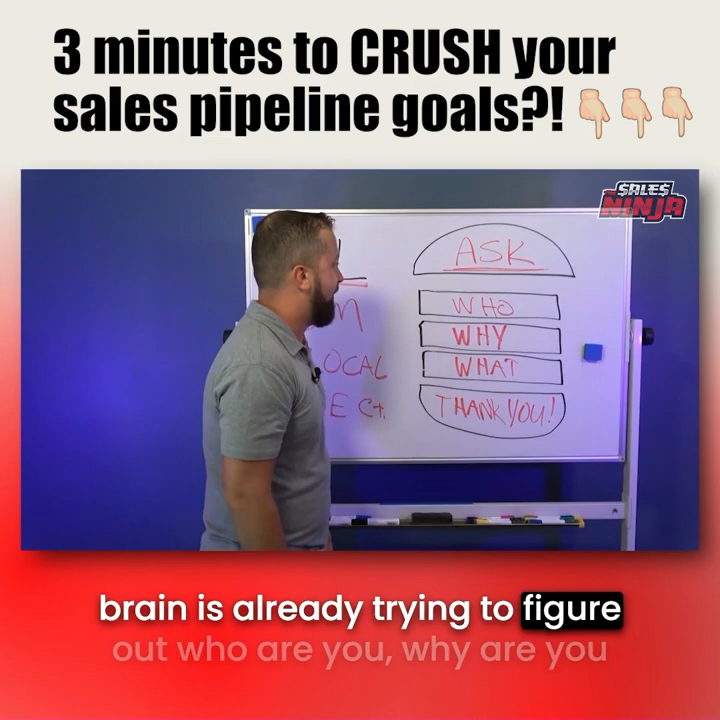 3 minutes to CRUSH your
sales pipeline goals?! 👇🏻👇🏻👇🏻
THE SALES
NINJA
ASK
WHO
WHY
WHAT
THANK YOU!
OCAL
E C+.
brain is already trying to figure
out who are you, why are you